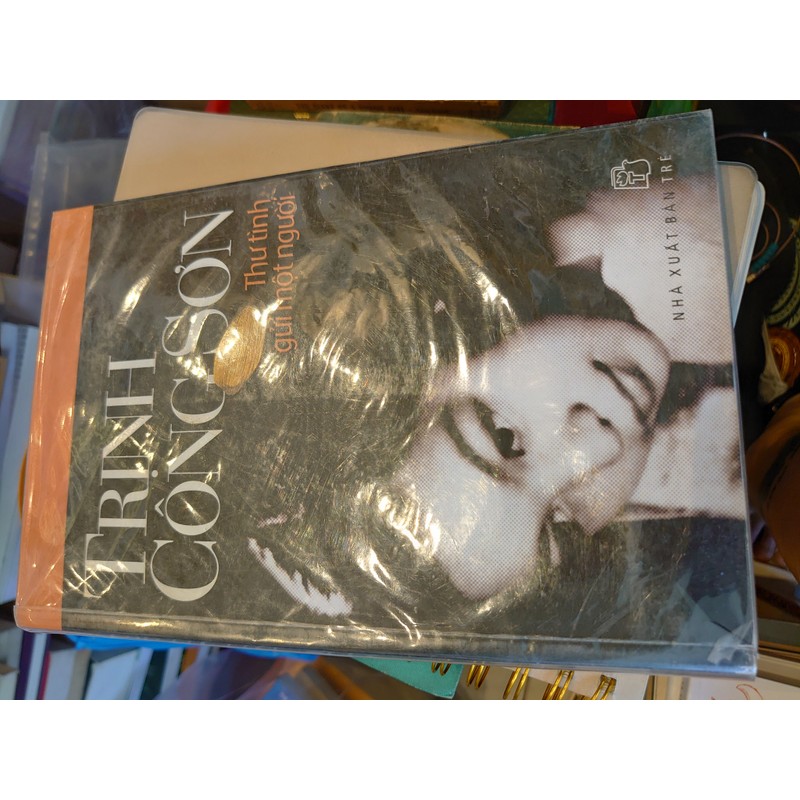 TRỊNH
CÔNG SƠN
Thư tình
gửi một người
NHÀ XUẤT BẢN TRẺ